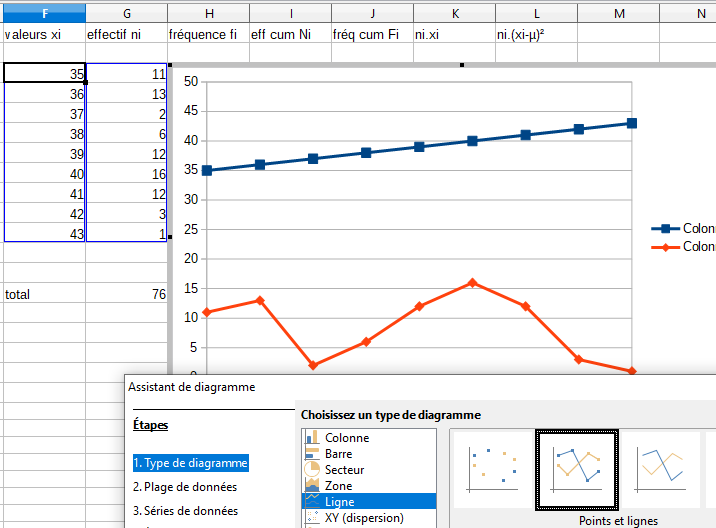 F G H I J K L M N
valeurs xi effectif ni fréquence fi eff cum Ni fréq cum Fi ni.xi ni.(xi-µ)²
35 11
36 13
37 2
38 6
39 12
40 16
41 12
42 3
43 1
total 76
50
45
40
35
30
25
20
15
10
5
Colonn
Colonn
Assistant de diagramme
Étapes
1. Type de diagramme
2. Plage de données
3. Séries de données
Choisissez un type de diagramme
Colonne
Barre
Secteur
Zone
Ligne
XY (dispersion)
Points et lignes